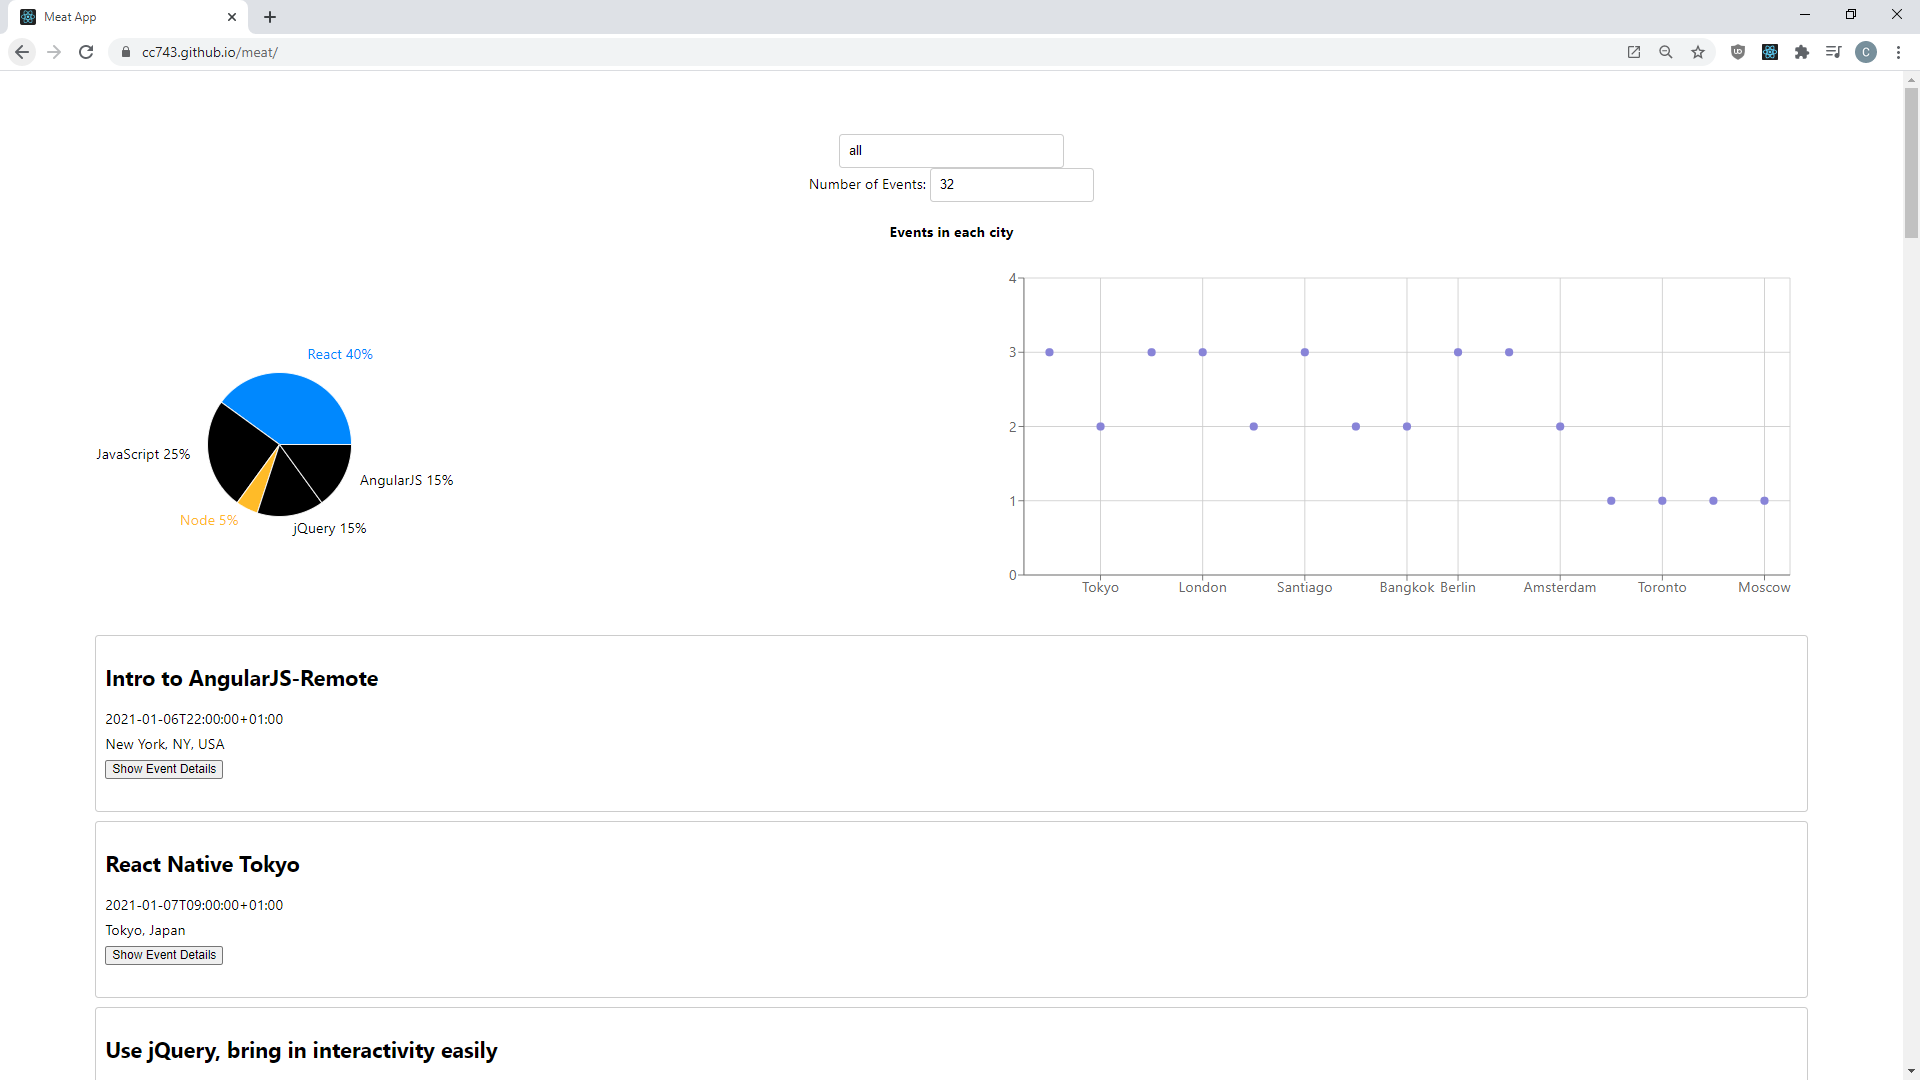 Meat App
cc743.github.io/meat/
C
all
Number of Events: 32
Events in each city
React 40%
JavaScript 25%
AngularJS 15%
Node 5%
jQuery 15%
4
3
2
1
0
Tokyo London Santiago Bangkok Berlin Amsterdam Toronto Moscow
Intro to AngularJS-Remote
2021-01-06T22:00:00+01:00
New York, NY, USA
Show Event Details
React Native Tokyo
2021-01-07T09:00:00+01:00
Tokyo, Japan
Show Event Details
Use jQuery, bring in interactivity easily